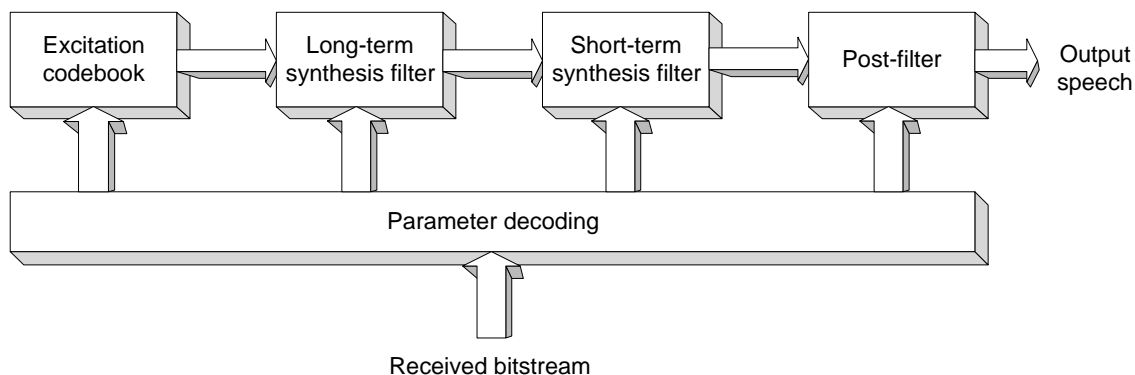 Excitation
codebook
Long-term
synthesis filter
Short-term
synthesis filter
Post-filter
Output
speech
Parameter decoding
Received bitstream